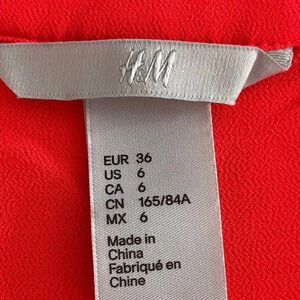 H&M
EUR 36
US 6
CA 6
CN 165/84A
MX 6
Made in
China
Fabriqué en
Chine